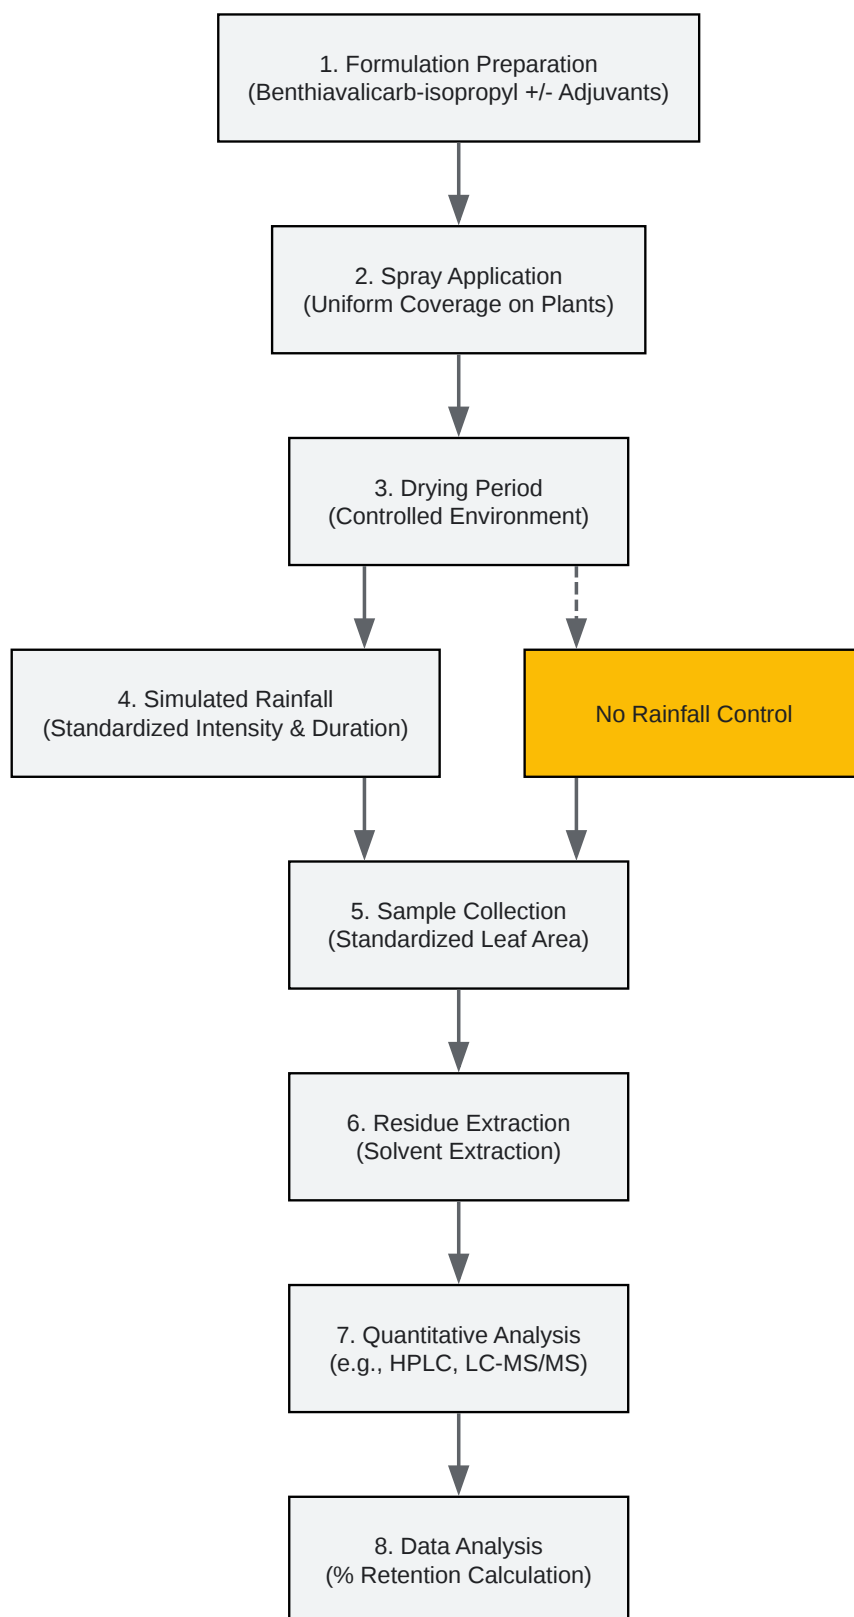 1. Formulation Preparation
(Benthiavalicarb-isopropyl +/- Adjuvants)
2. Spray Application
(Uniform Coverage on Plants)
3. Drying Period
(Controlled Environment)
4. Simulated Rainfall
(Standardized Intensity & Duration)
No Rainfall Control
5. Sample Collection
(Standardized Leaf Area)
6. Residue Extraction
(Solvent Extraction)
7. Quantitative Analysis
(e.g., HPLC, LC-MS/MS)
8. Data Analysis
(% Retention Calculation)